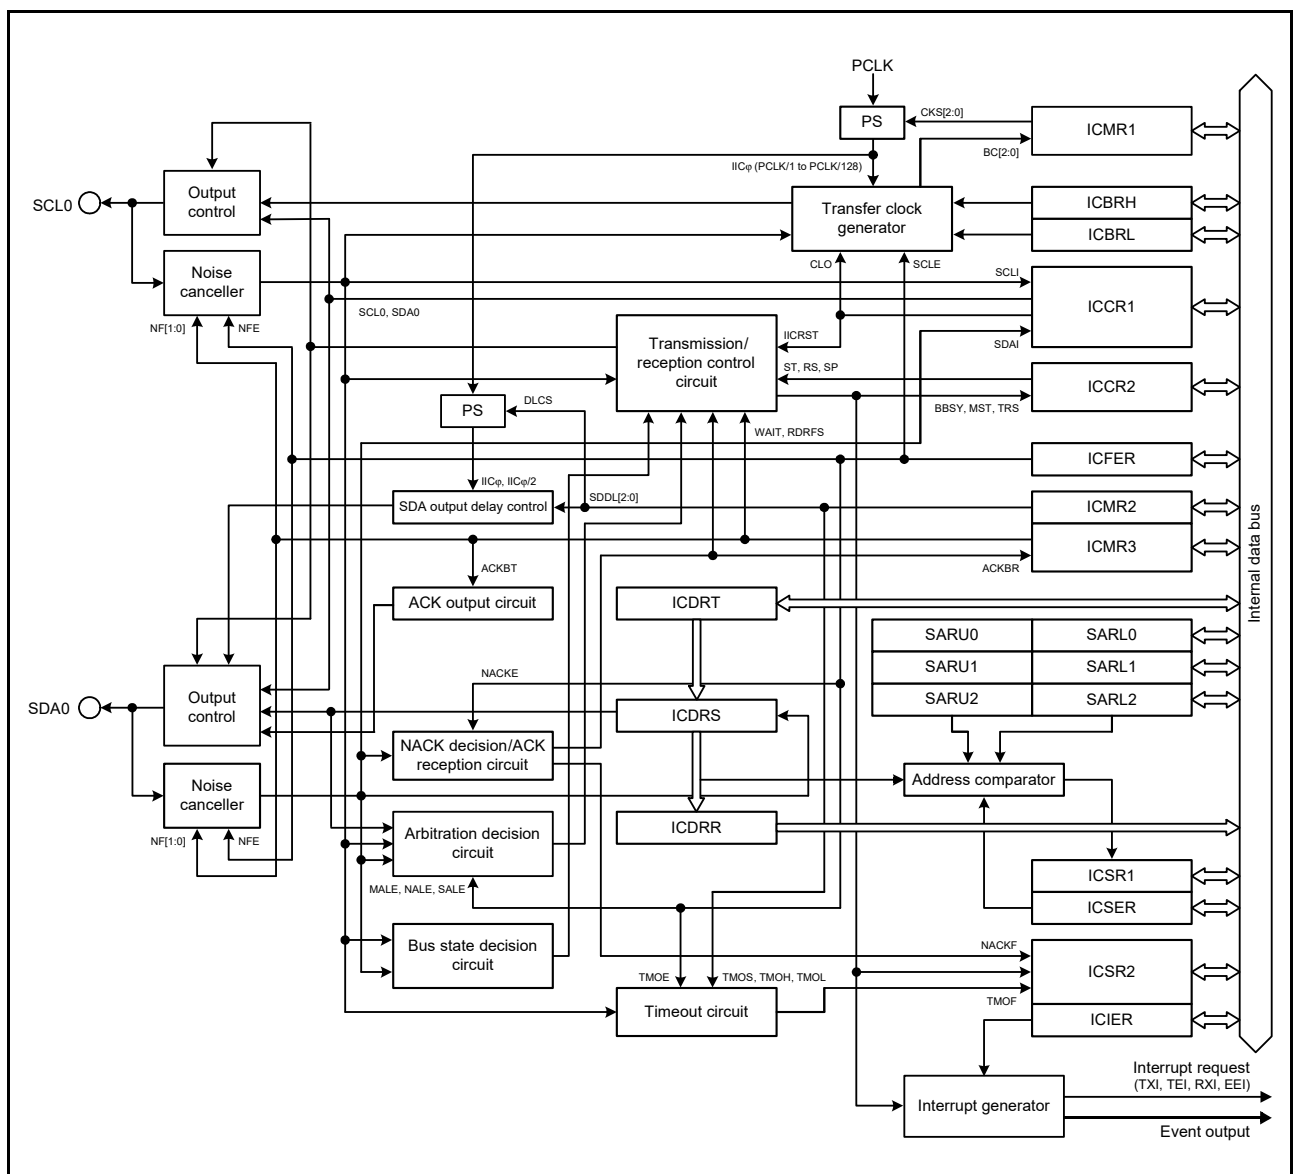 PCLK
PS
CKS[2:0]
ICMR1
BC[2:0]
IICφ (PCLK/1 to PCLK/128)
SCL0
Output
control
Transfer clock
generator
ICBRH
ICBRL
Noise
canceller
CLO
SCLE
SCLI
ICCR1
SCL0, SDA0
NF[1:0]
NFE
Transmission/
reception control
circuit
IICRST
SDAI
ST, RS, SP
ICCR2
BBSY, MST, TRS
PS
DLCS
WAIT, RDRFS
ICFER
IICφ, IICφ/2
SDA output delay control
SDDL[2:0]
ICMR2
ICMR3
ACKBR
ACKBT
ACK output circuit
ICDRT
Internal data bus
SARU0
SARL0
SARU1
SARL1
SARU2
SARL2
NACKE
SDA0
Output
control
ICDRS
NACK decision/ACK
reception circuit
Address comparator
Noise
canceller
NF[1:0]
NFE
Arbitration decision
circuit
ICDRR
MALE, NALE, SALE
ICSR1
ICSER
Bus state decision
circuit
NACKF
ICSR2
TMOE
TMOS, TMOH, TMOL
TMOF
Timeout circuit
ICIER
Interrupt generator
Interrupt request
(TXI, TEI, RXI, EEI)
Event output